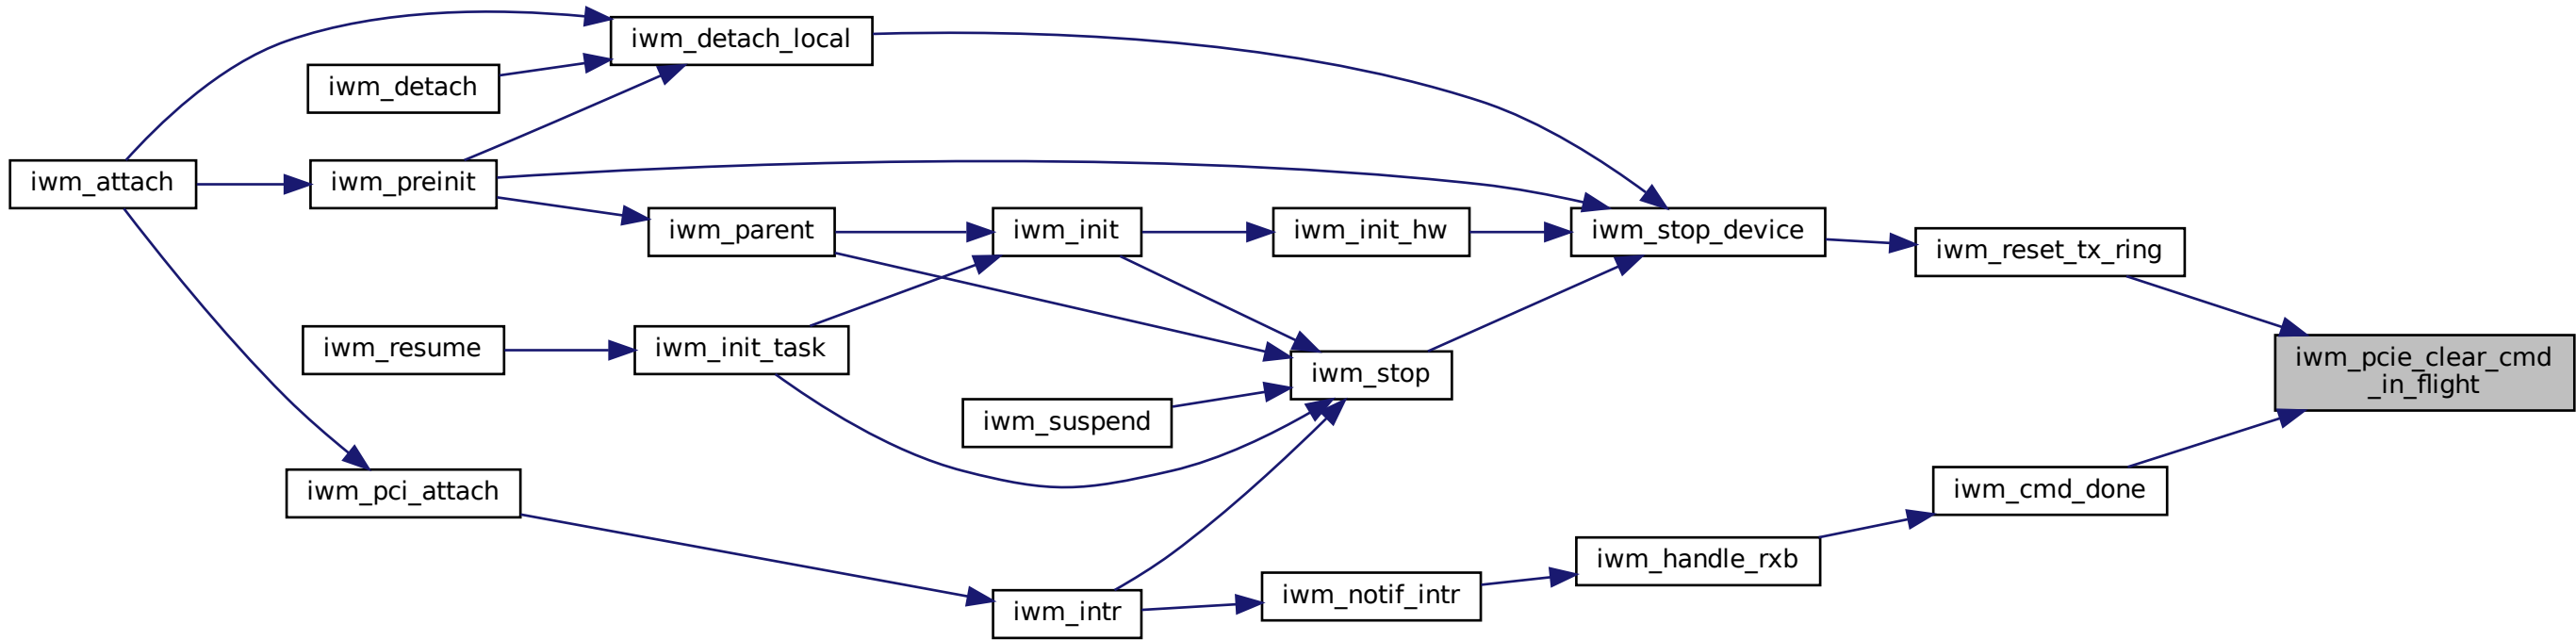 iwm_detach_local
iwm_detach
iwm_attach
iwm_preinit
iwm_parent
iwm_init
iwm_init_hw
iwm_stop_device
iwm_reset_tx_ring
iwm_resume
iwm_init_task
iwm_stop
iwm_pcie_clear_cmd
_in_flight
iwm_suspend
iwm_pci_attach
iwm_cmd_done
iwm_handle_rxb
iwm_notif_intr
iwm_intr